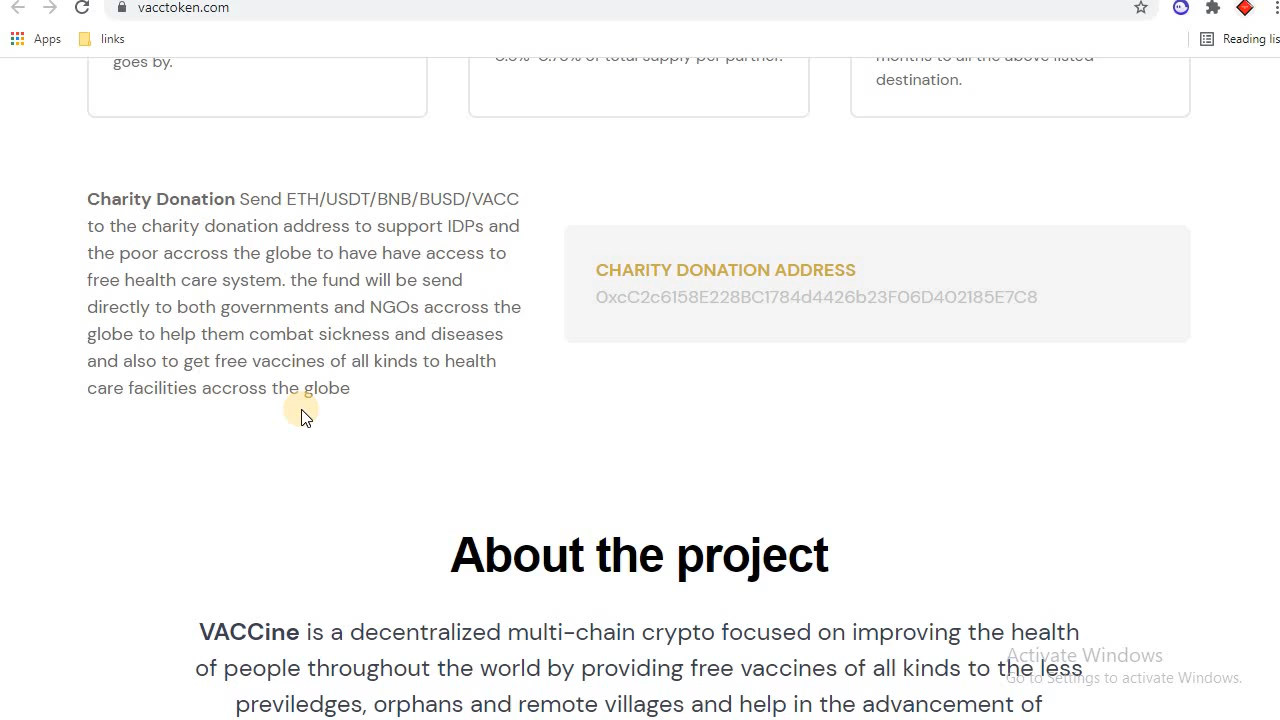 vacctoken.com
Apps
links
Reading lis
goes by.
of total supply per partner.
months to all the above listed
destination.
Charity Donation Send ETH/USDT/BNB/BUSD/VACC
to the charity donation address to support IDPs and
the poor accross the globe to have have access to
free health care system. the fund will be send
directly to both governments and NGOs accross the
globe to help them combat sickness and diseases
and also to get free vaccines of all kinds to health
care facilities accross the globe
CHARITY DONATION ADDRESS
0xcC2c6158E228BC1784d4426b23F06D402185E7C8
About the project
VACCine is a decentralized multi-chain crypto focused on improving the health
of people throughout the world by providing free vaccines of all kinds to the less
previledges, orphans and remote villages and help in the advancement of
Activate Windows
Go to Settings to activate Windows.